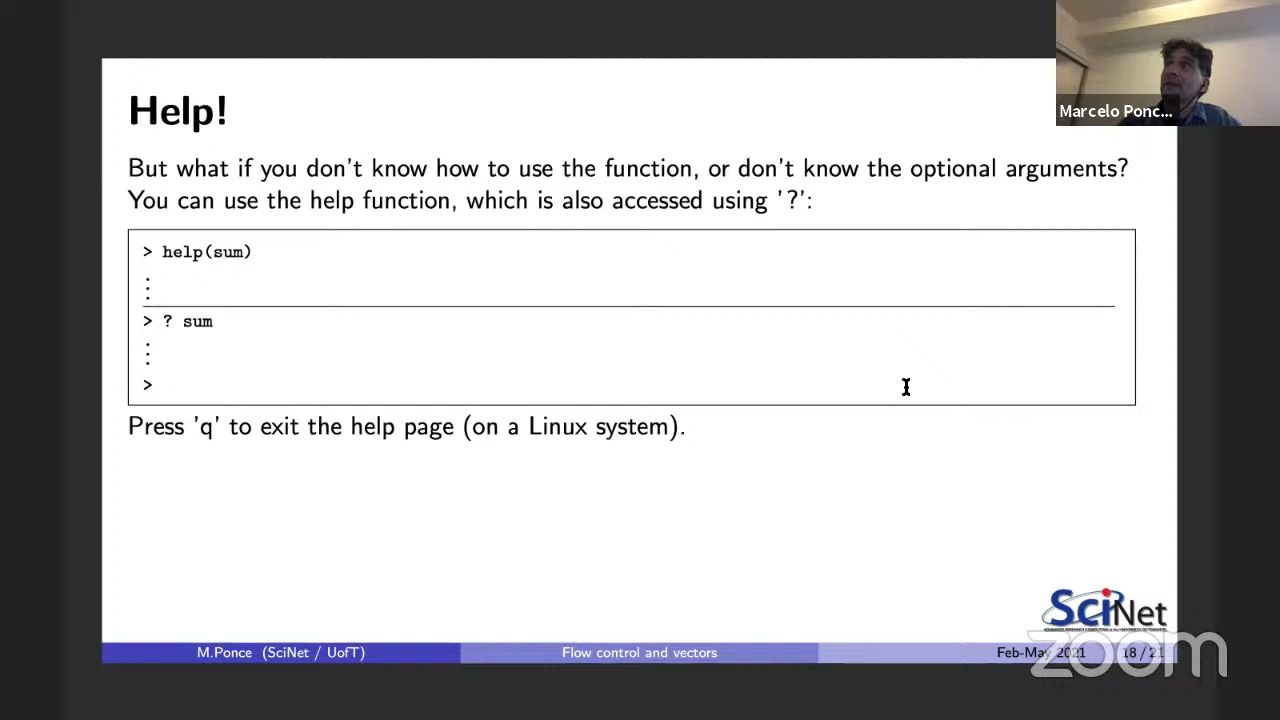 Help!
Marcelo Ponc...
But what if you don't know how to use the function, or don't know the optional arguments?
You can use the help function, which is also accessed using '?':
> help(sum)
> ? sum
>
Press 'q' to exit the help page (on a Linux system).
SciNet
M.Ponce (SciNet / UofT)
Flow control and vectors
Feb-May 2021
18 / 21
zoom